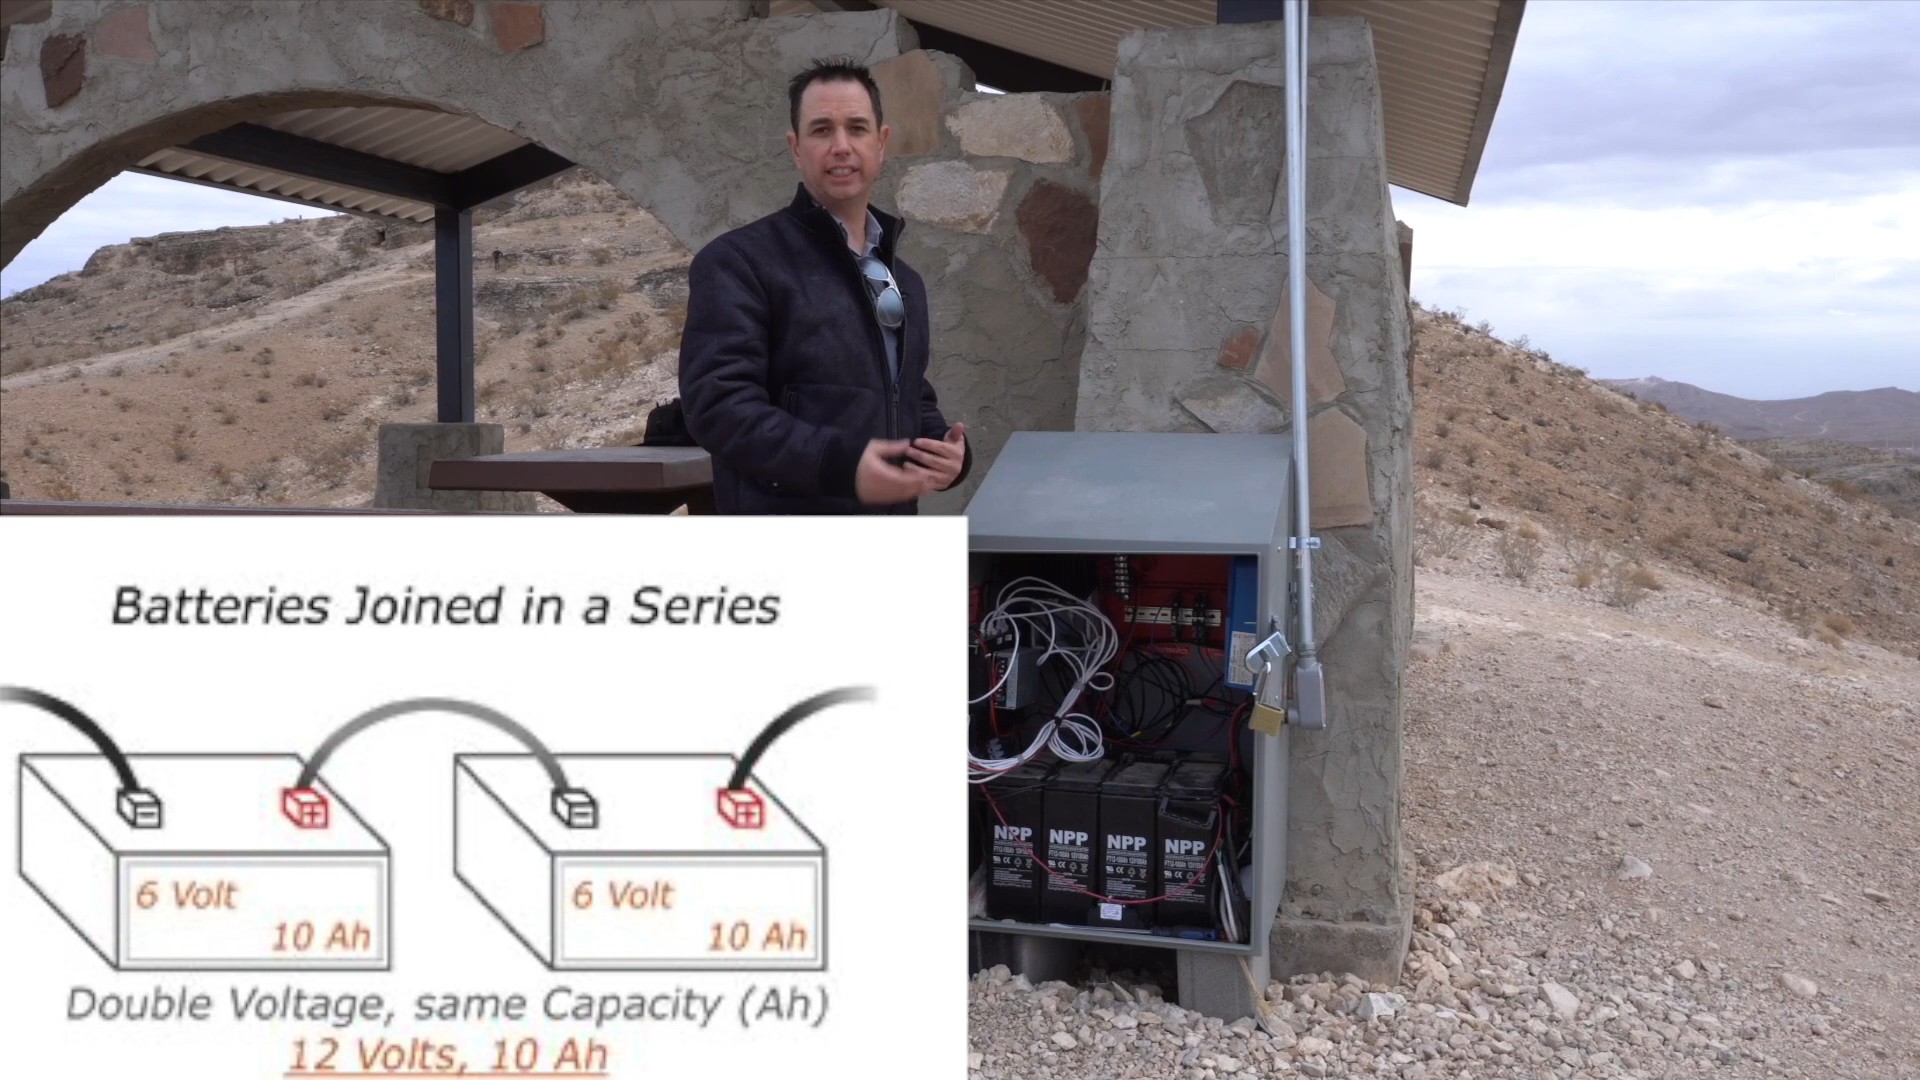 Batteries Joined in a Series
6 Volt
10 Ah
6 Volt
10 Ah
Double Voltage, same Capacity (Ah)
12 Volts, 10 Ah
NPP
NPP
NPP
NPP